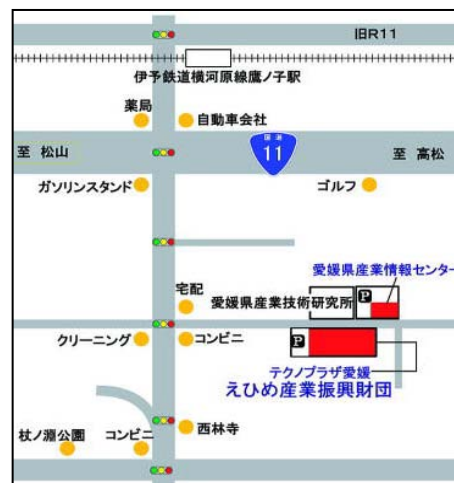 旧R11
伊予鉄道横河原線鷹ノ子駅
薬局
自動車会社
至 松山
国道
11
至 高松
ガソリンスタンド
ゴルフ
愛媛県産業情報センター
宅配
愛媛県産業技術研究所
P
クリーニング
コンビニ
P
テクノプラザ愛媛
えひめ産業振興財団
杖ノ淵公園
コンビニ
西林寺